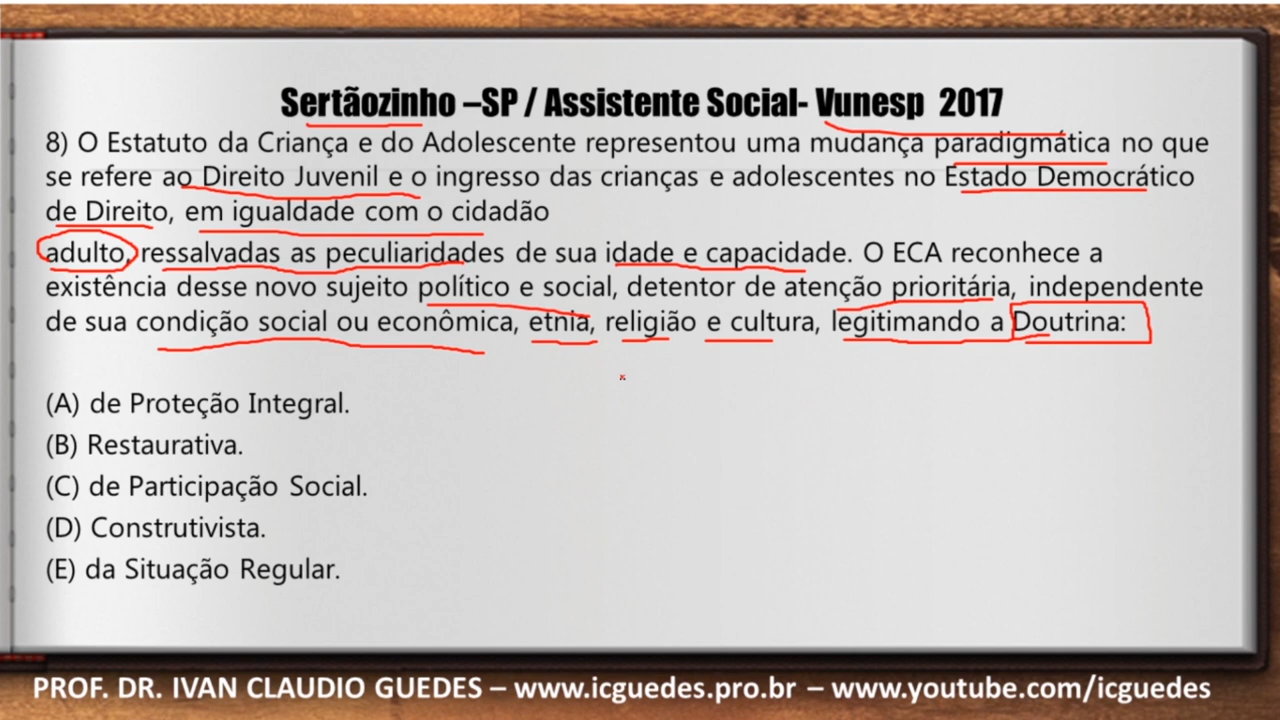 Sertãozinho –SP / Assistente Social- Vunesp 2017
8) O Estatuto da Criança e do Adolescente representou uma mudança paradigmática no que
se refere ao Direito Juvenil e o ingresso das crianças e adolescentes no Estado Democrático
de Direito, em igualdade com o cidadão
adulto, ressalvadas as peculiaridades de sua idade e capacidade. O ECA reconhece a
existência desse novo sujeito político e social, detentor de atenção prioritária, independente
de sua condição social ou econômica, etnia, religião e cultura, legitimando a Doutrina:
(A) de Proteção Integral.
(B) Restaurativa.
(C) de Participação Social.
(D) Construtivista.
(E) da Situação Regular.
PROF. DR. IVAN CLAUDIO GUEDES – www.icguedes.pro.br – www.youtube.com/icguedes